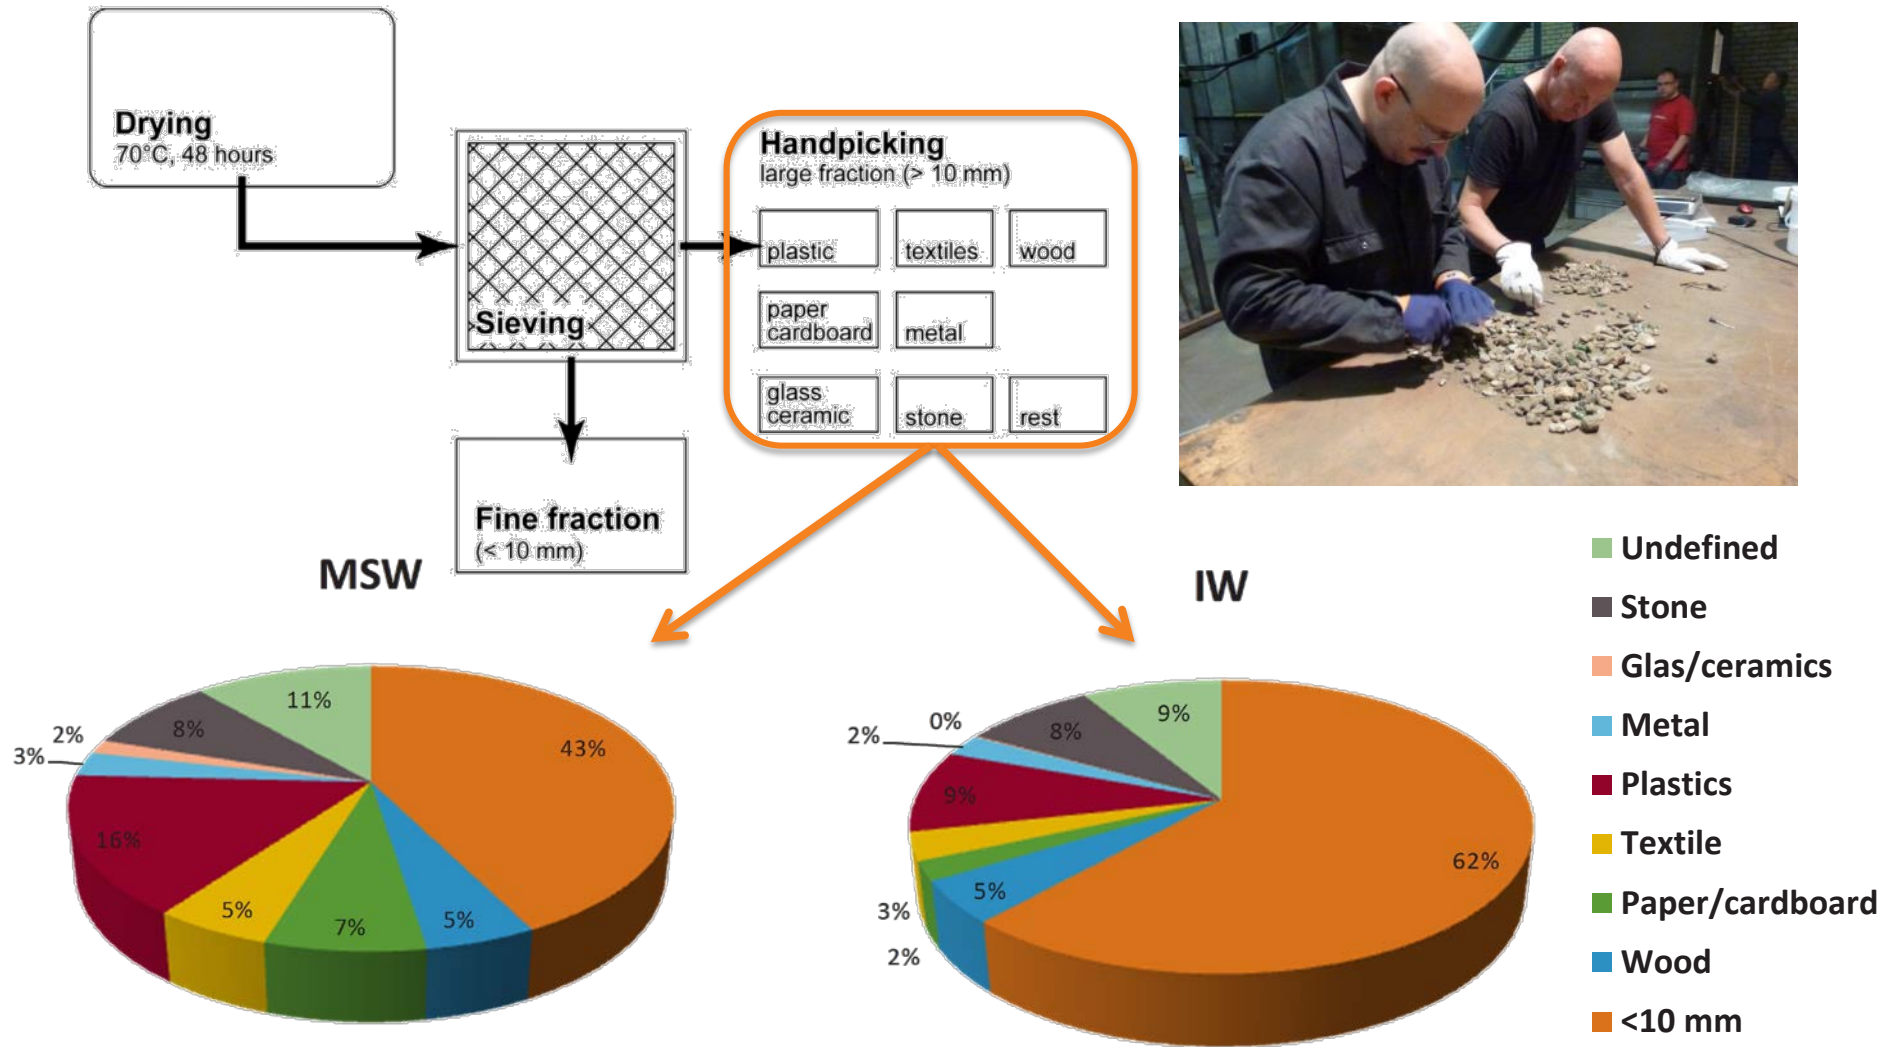 Drying
70°C, 48 hours
Sieving
Fine fraction
(< 10 mm)
Handpicking
large fraction (> 10 mm)
plastic
textiles
wood
paper
cardboard
metal
glass
ceramic
stone
rest
MSW
11%
8%
2%
3%
16%
5%
7%
5%
43%
IW
9%
8%
0%
2%
9%
3%
2%
5%
62%
Undefined
Stone
Glas/ceramics
Metal
Plastics
Textile
Paper/cardboard
Wood
<10 mm